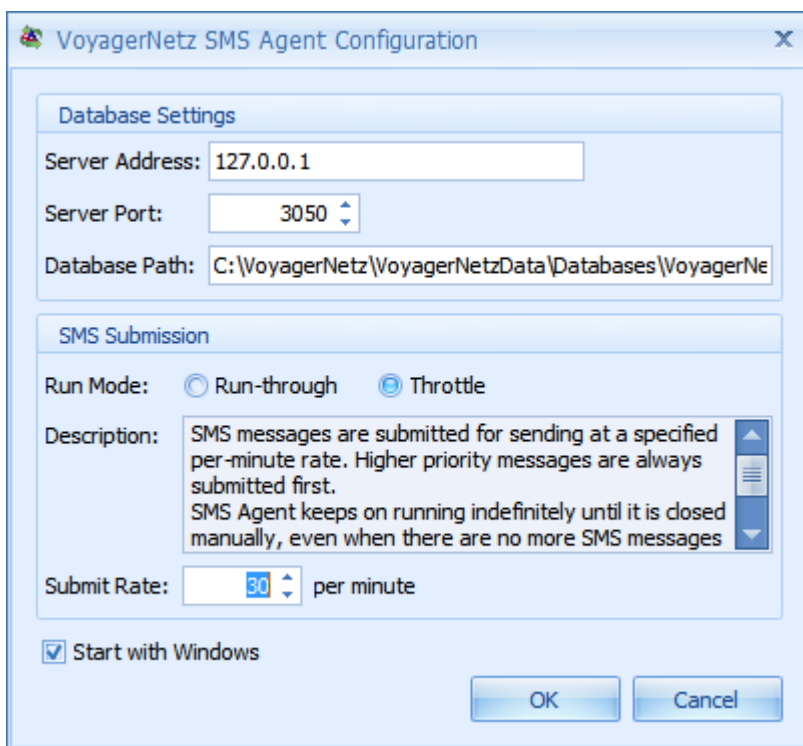 VoyagerNetz SMS Agent Configuration
Database Settings
Server Address: 127.0.0.1
Server Port: 3050
Database Path: C:\VoyagerNetz\VoyagerNetzData\Databases\VoyagerNe
SMS Submission
Run Mode: Run-through Throttle
Description: SMS messages are submitted for sending at a specified
per-minute rate. Higher priority messages are always
submitted first.
SMS Agent keeps on running indefinitely until it is closed
manually, even when there are no more SMS messages
Submit Rate: 30 per minute
Start with Windows
OK Cancel